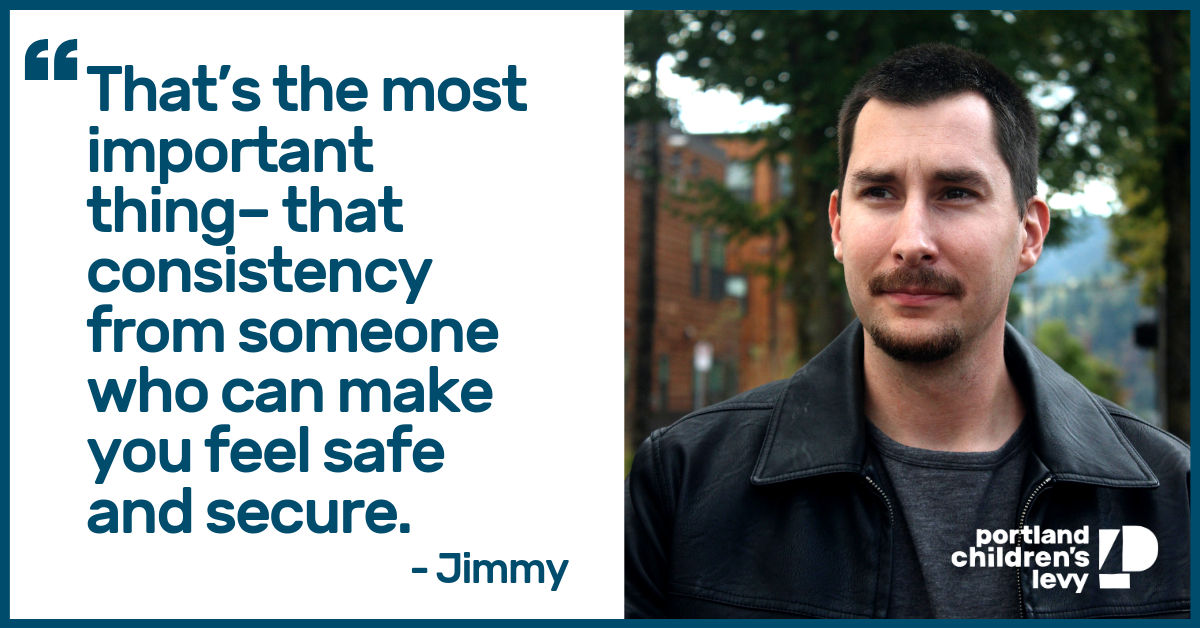 “That’s the most
important
thing– that
consistency
from someone
who can make
you feel safe
and secure.
- Jimmy
portland
children’s
levy